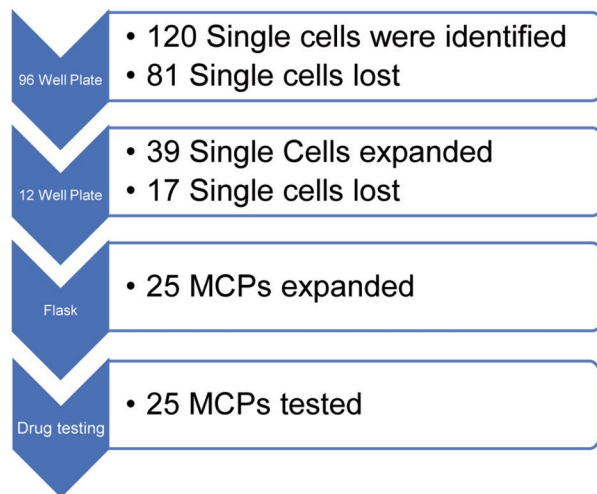 96 Well Plate
• 120 Single cells were identified
• 81 Single cells lost
12 Well Plate
• 39 Single Cells expanded
• 17 Single cells lost
Flask
• 25 MCPs expanded
Drug testing
• 25 MCPs tested